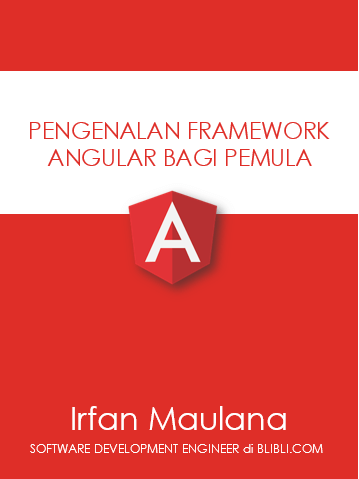 PENGENALAN FRAMEWORK
ANGULAR BAGI PEMULA
A
Irfan Maulana
SOFTWARE DEVELOPMENT ENGINEER di BLIBLI.COM